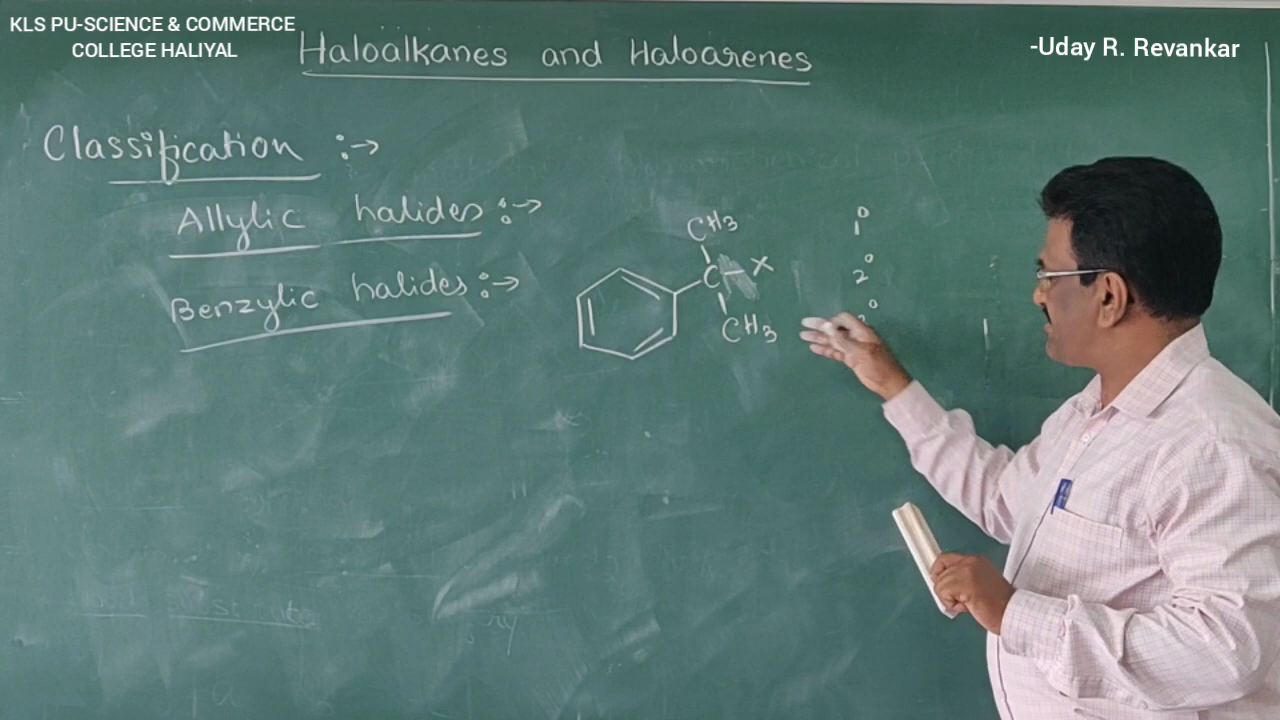 KLS PU-SCIENCE & COMMERCE
COLLEGE HALIYAL
-Uday R. Revankar
Haloalkanes and Haloarenes
Classification :→
Allylic halides :→
Benzylic halides :→
CH3
C-X
CH3
1°
2°